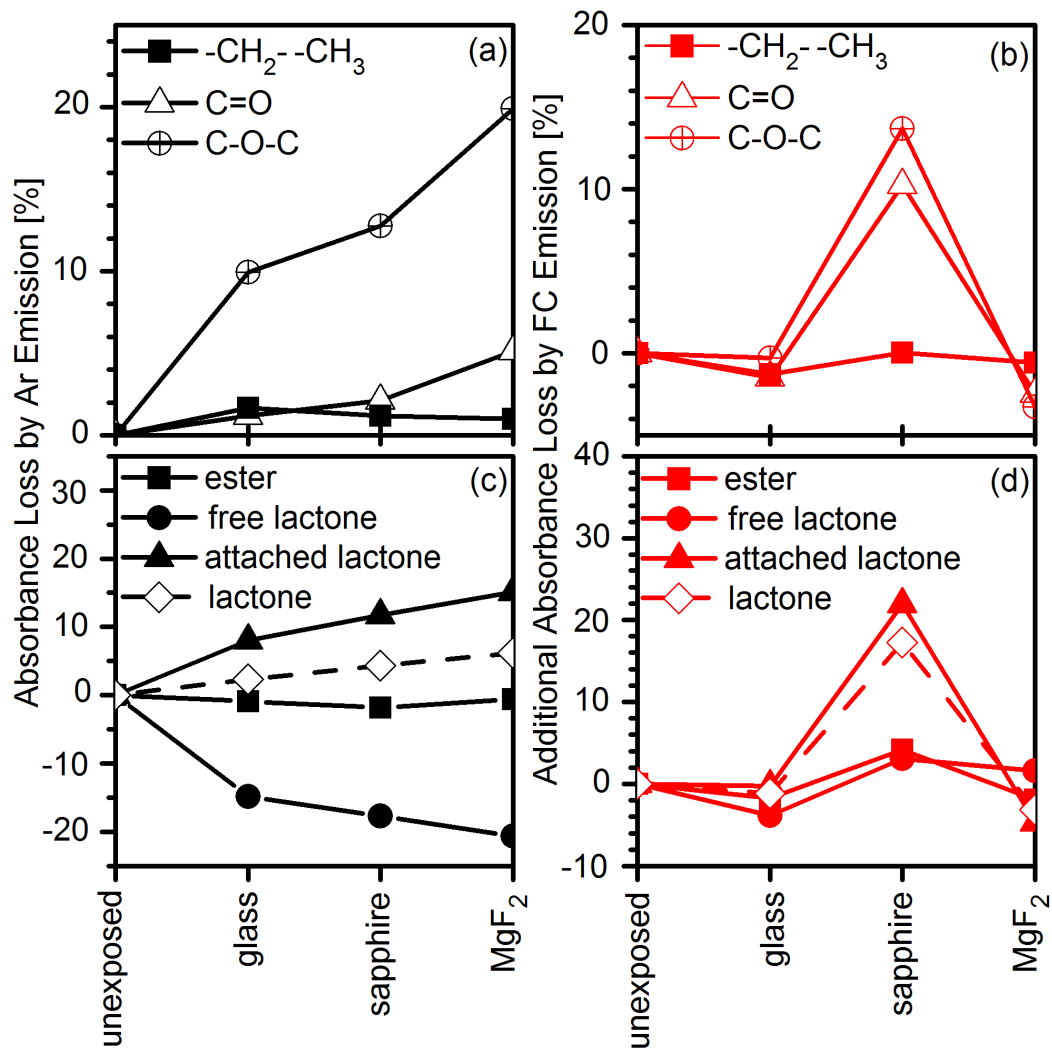 Absorbance Loss by Ar Emission [%]
(a)
-CH₂- -CH₃
C=O
C-O-C
20
10
0
Additional Absorbance Loss by FC Emission [%]
(b)
-CH₂- -CH₃
C=O
C-O-C
20
10
0
(c)
ester
free lactone
attached lactone
lactone
30
20
10
0
-10
-20
unexposed
glass
sapphire
MgF₂
(d)
ester
free lactone
attached lactone
lactone
40
30
20
10
0
-10
unexposed
glass
sapphire
MgF₂